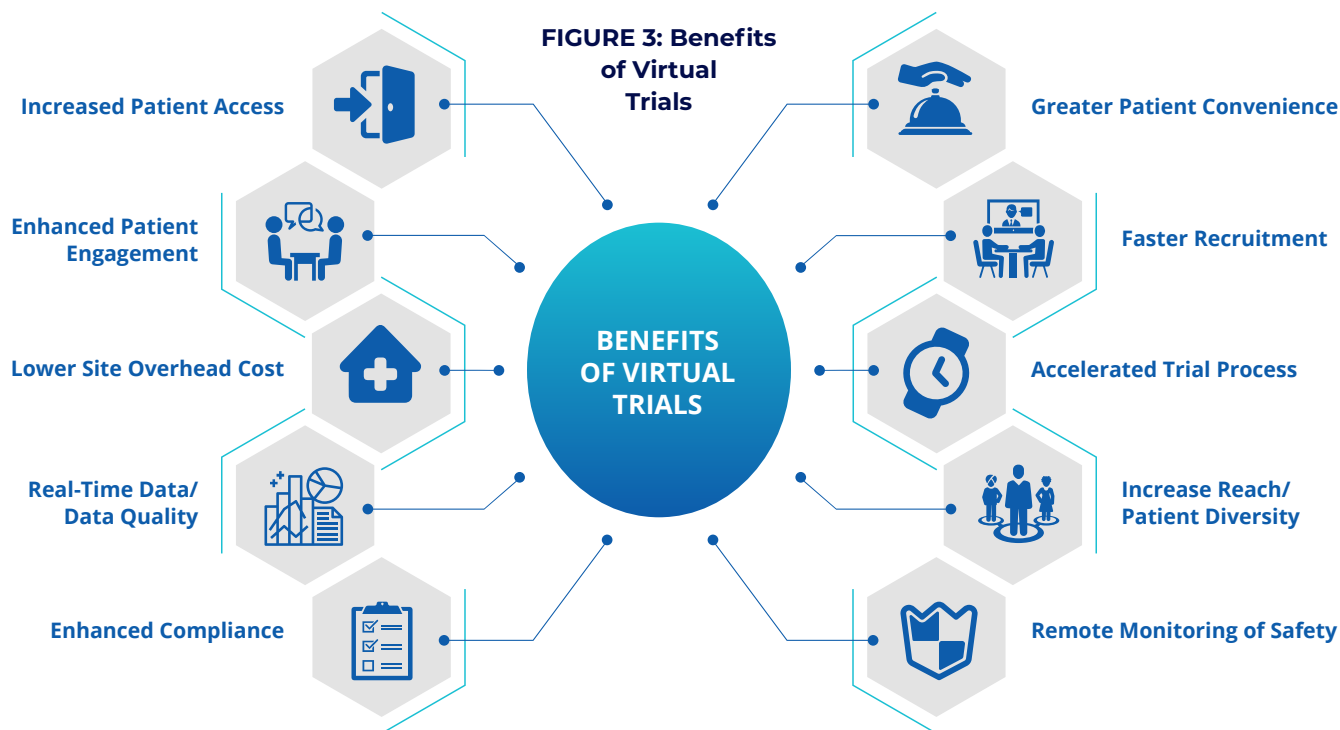 FIGURE 3: Benefits
of Virtual
Trials
Increased Patient Access
Enhanced Patient
Engagement
Lower Site Overhead Cost
Real-Time Data/
Data Quality
Enhanced Compliance
BENEFITS
OF VIRTUAL
TRIALS
Greater Patient Convenience
Faster Recruitment
Accelerated Trial Process
Increase Reach/
Patient Diversity
Remote Monitoring of Safety